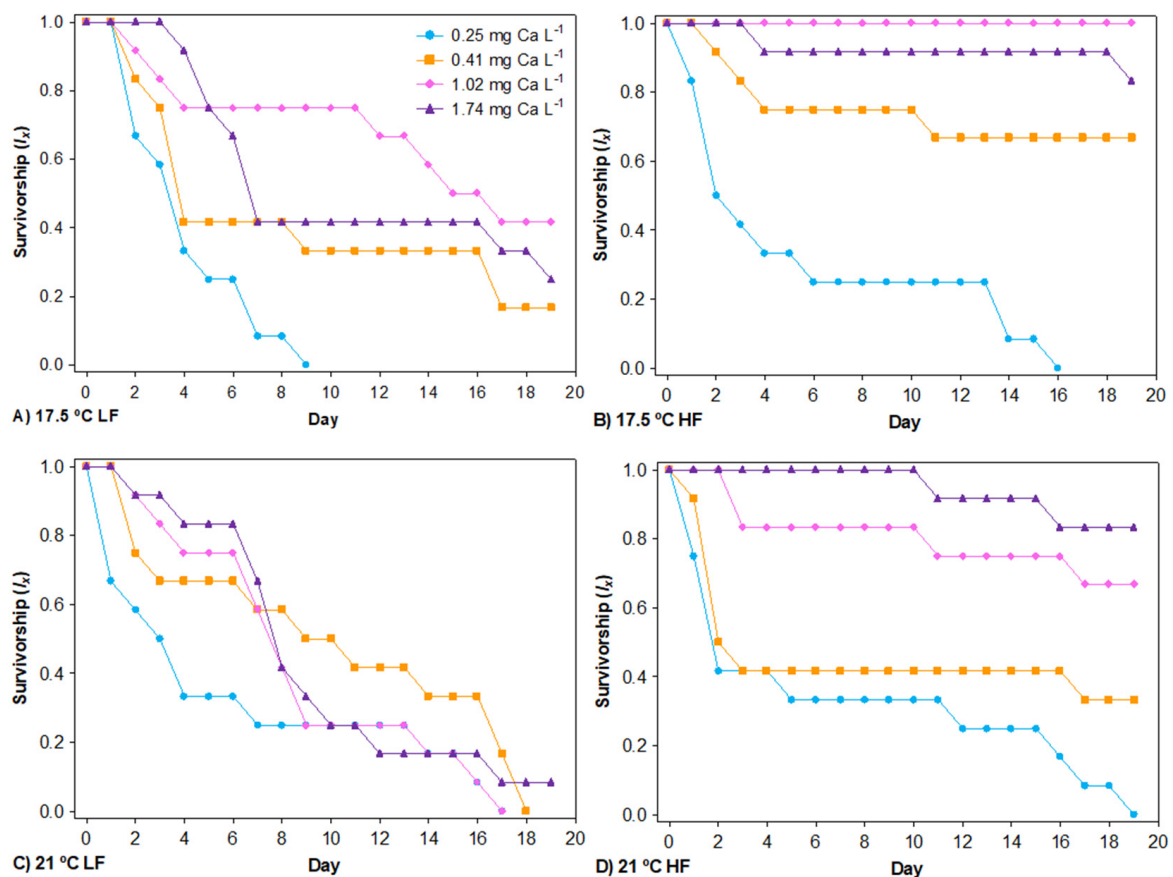 1.0
0.8
0.6
0.4
0.2
0.0
Survivorship (lx)
0.25 mg Ca L-1
0.41 mg Ca L-1
1.02 mg Ca L-1
1.74 mg Ca L-1
0 2 4 6 8 10 12 14 16 18 20
A) 17.5 ºC LF
Day
1.0
0.8
0.6
0.4
0.2
0.0
Survivorship (lx)
0 2 4 6 8 10 12 14 16 18 20
B) 17.5 ºC HF
Day
1.0
0.8
0.6
0.4
0.2
0.0
Survivorship (lx)
0 2 4 6 8 10 12 14 16 18 20
C) 21 ºC LF
Day
1.0
0.8
0.6
0.4
0.2
0.0
Survivorship (lx)
0 2 4 6 8 10 12 14 16 18 20
D) 21 ºC HF
Day